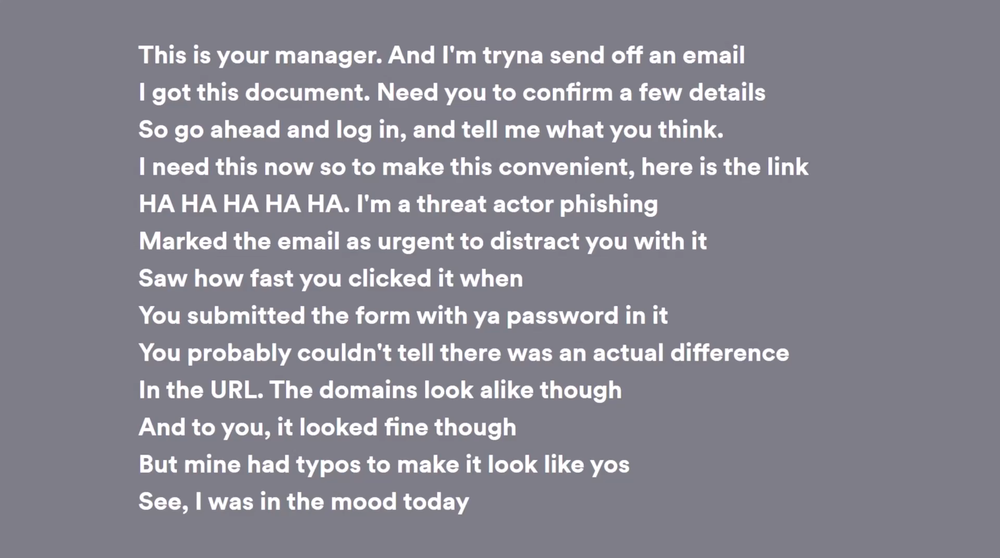 This is your manager. And I'm tryna send off an email
I got this document. Need you to confirm a few details
So go ahead and log in, and tell me what you think.
I need this now so to make this convenient, here is the link
HA HA HA HA HA. I'm a threat actor phishing
Marked the email as urgent to distract you with it
Saw how fast you clicked it when
You submitted the form with ya password in it
You probably couldn't tell there was an actual difference
In the URL. The domains look alike though
And to you, it looked fine though
But mine had typos to make it look like yos
See, I was in the mood today